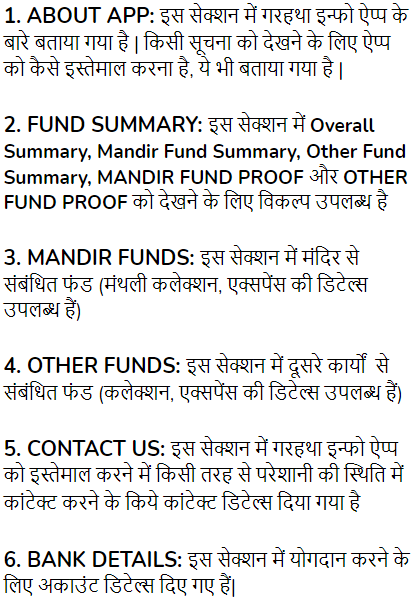 1. ABOUT APP: इस सेक्शन में गरहथा इन्फो ऐप्प के
बारे बताया गया है | किसी सूचना को देखने के लिए ऐप्प
को कैसे इस्तेमाल करना है, ये भी बताया गया है |
2. FUND SUMMARY: इस सेक्शन में Overall
Summary, Mandir Fund Summary, Other Fund
Summary, MANDIR FUND PROOF और OTHER
FUND PROOF को देखने के लिए विकल्प उपलब्ध है
3. MANDIR FUNDS: इस सेक्शन में मंदिर से
संबंधित फंड (मंथली कलेक्शन, एक्सपेंस की डिटेल्स
उपलब्ध हैं)
4. OTHER FUNDS: इस सेक्शन में दूसरे कार्यों से
संबंधित फंड (कलेक्शन, एक्सपेंस की डिटेल्स उपलब्ध हैं)
5. CONTACT US: इस सेक्शन में गरहथा इन्फो ऐप्प
को इस्तेमाल करने में किसी तरह से परेशानी की स्थिति में
कांटेक्ट करने के किये कांटेक्ट डिटेल्स दिया गया है
6. BANK DETAILS: इस सेक्शन में योगदान करने के
लिए अकाउंट डिटेल्स दिए गए हैं|